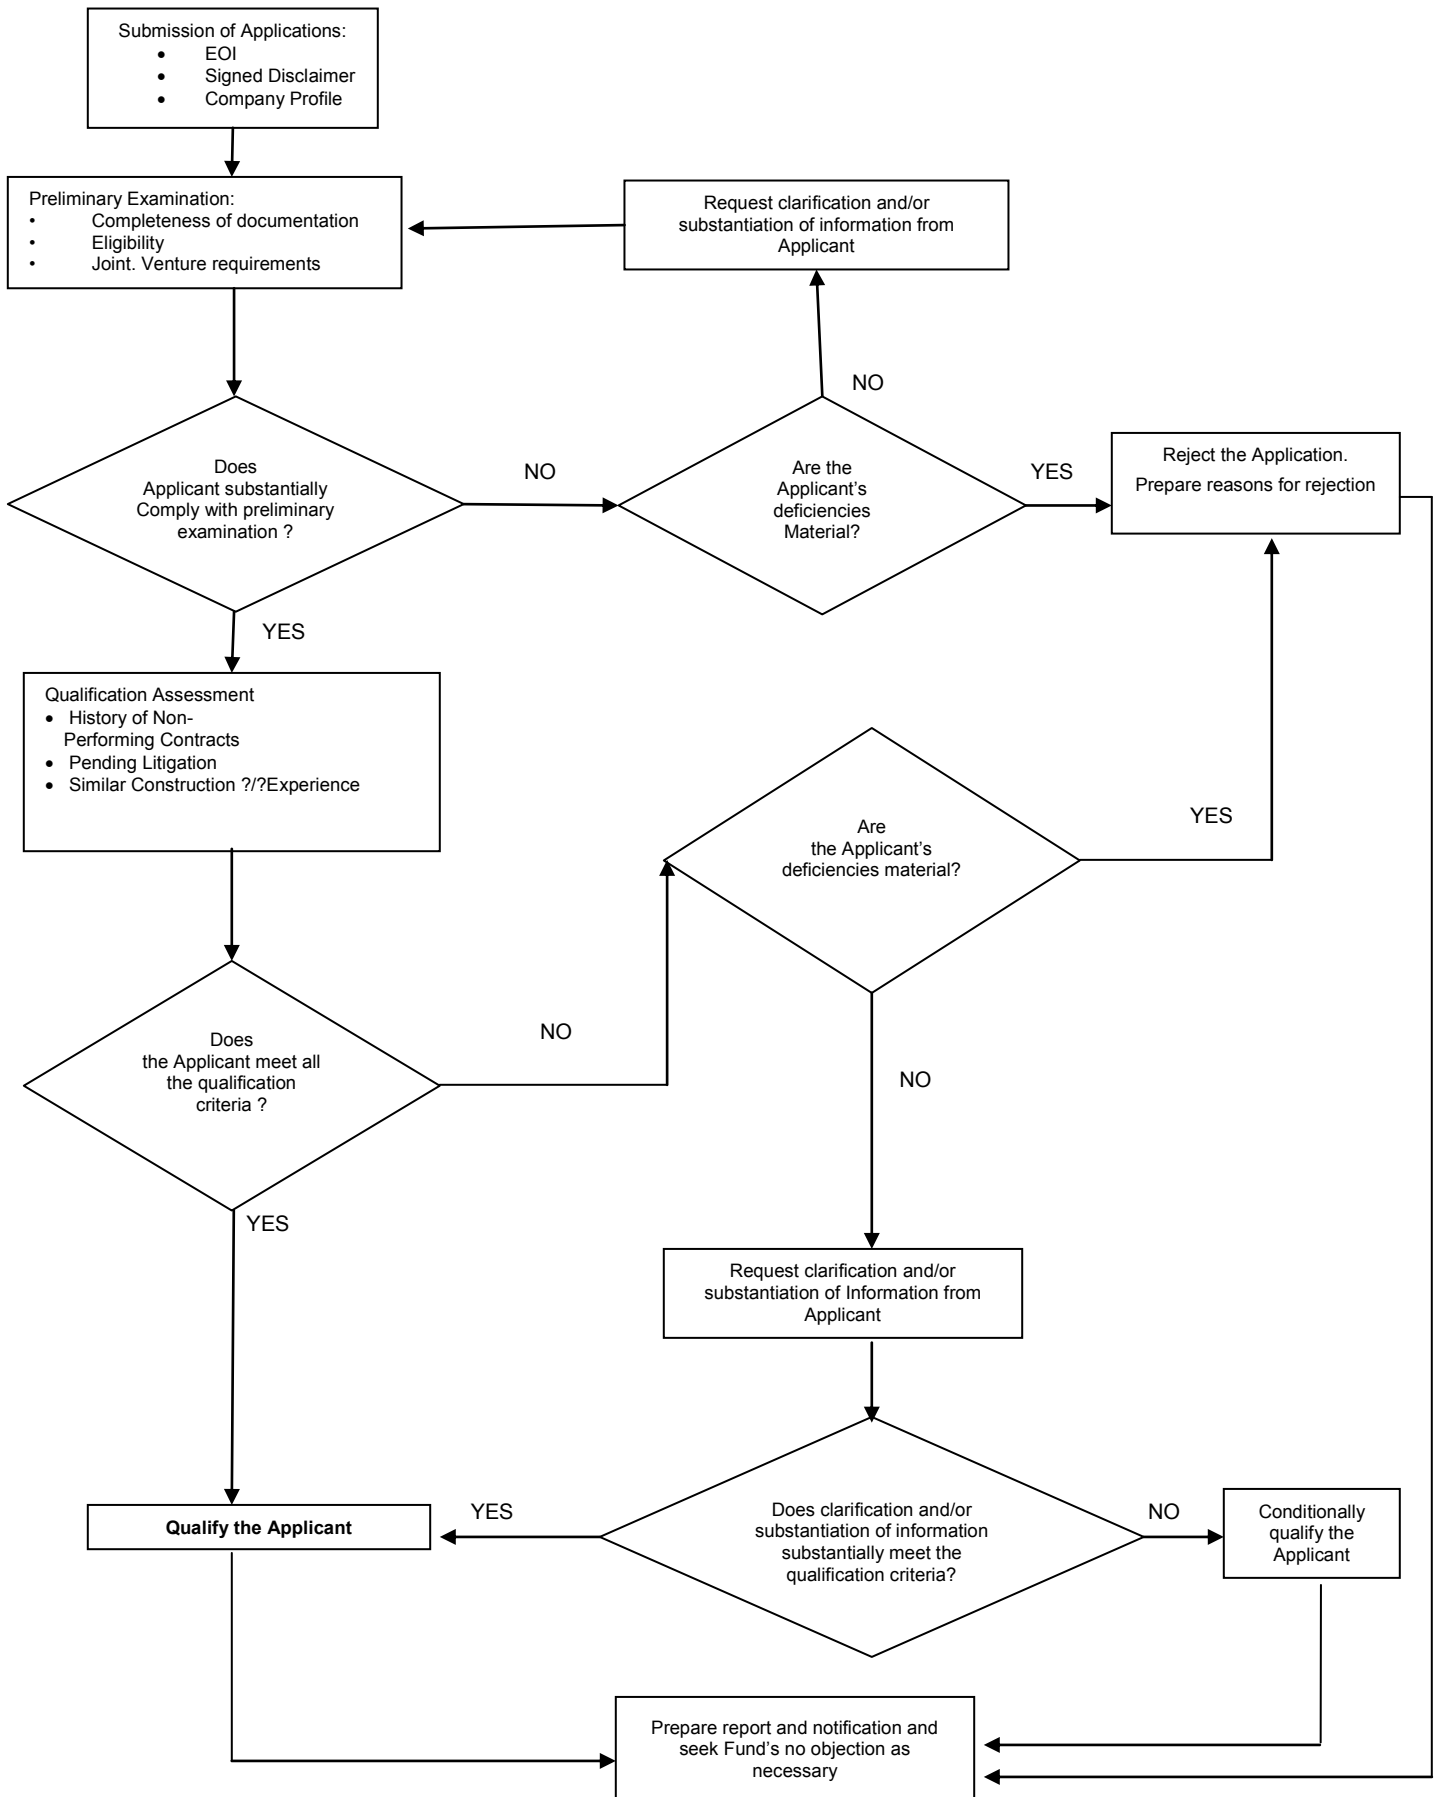 Submission of Applications:
• EOI
• Signed Disclaimer
• Company Profile
Preliminary Examination:
• Completeness of documentation
• Eligibility
• Joint. Venture requirements
Request clarification and/or
substantiation of information from
Applicant
NO
Does
Applicant substantially
Comply with preliminary
examination ?
NO
Are the
Applicant's
deficiencies
Material?
YES
Reject the Application.
Prepare reasons for rejection
YES
Qualification Assessment
• History of Non-
Performing Contracts
• Pending Litigation
• Similar Construction ?/?Experience
Are
the Applicant's
deficiencies material?
YES
Does
the Applicant meet all
the qualification
criteria ?
NO
NO
YES
Request clarification and/or
substantiation of Information from
Applicant
Qualify the Applicant
YES
Does clarification and/or
substantiation of information
substantially meet the
qualification criteria?
NO
Conditionally
qualify the
Applicant
Prepare report and notification and
seek Fund's no objection as
necessary